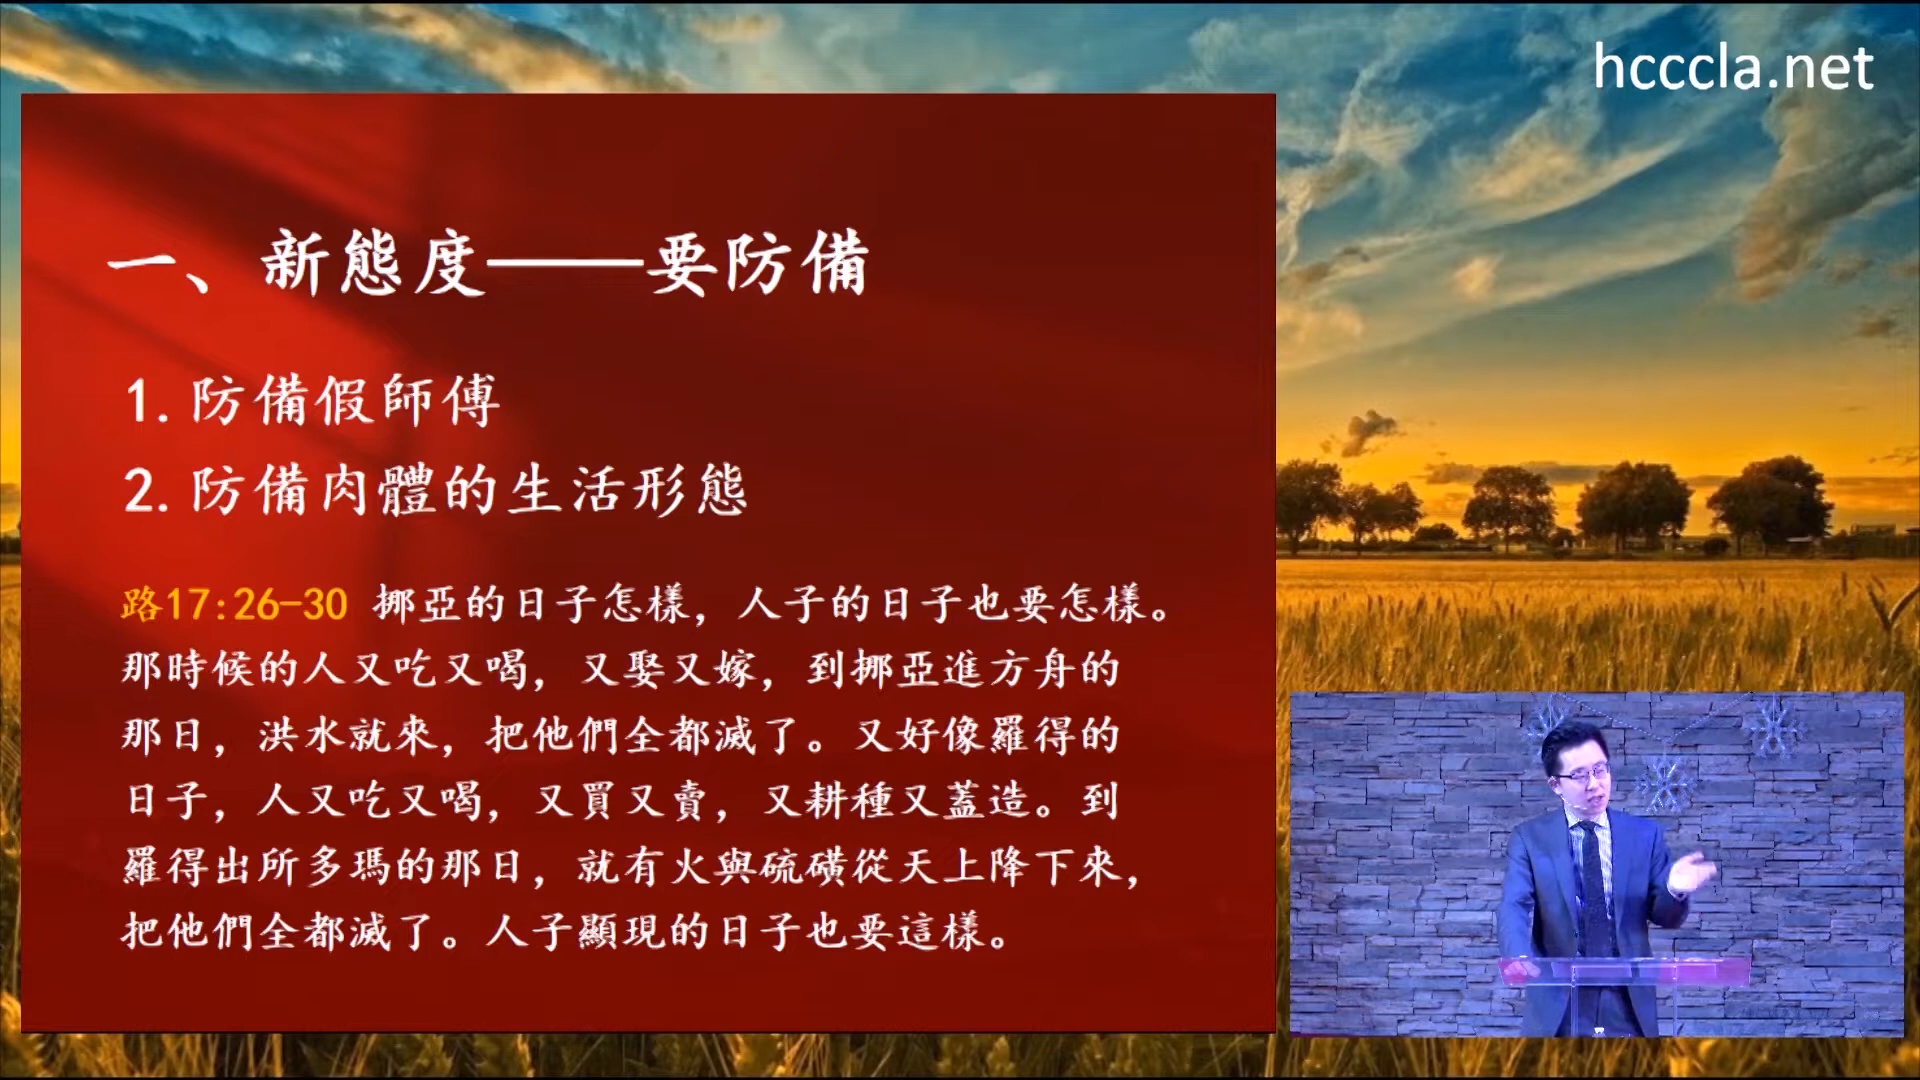 hcccla.net
一、新態度——要防備
1. 防備假師傅
2. 防備肉體的生活形態
路17:26-30 挪亞的日子怎樣，人子的日子也要怎樣。
那時候的人又吃又喝，又娶又嫁，到挪亞進方舟的
那日，洪水就來，把他們全都滅了。又好像羅得的
日子，人又吃又喝，又買又賣，又耕種又蓋造。到
羅得出所多瑪的那日，就有火與硫磺從天上降下來，
把他們全都滅了。人子顯現的日子也要這樣。